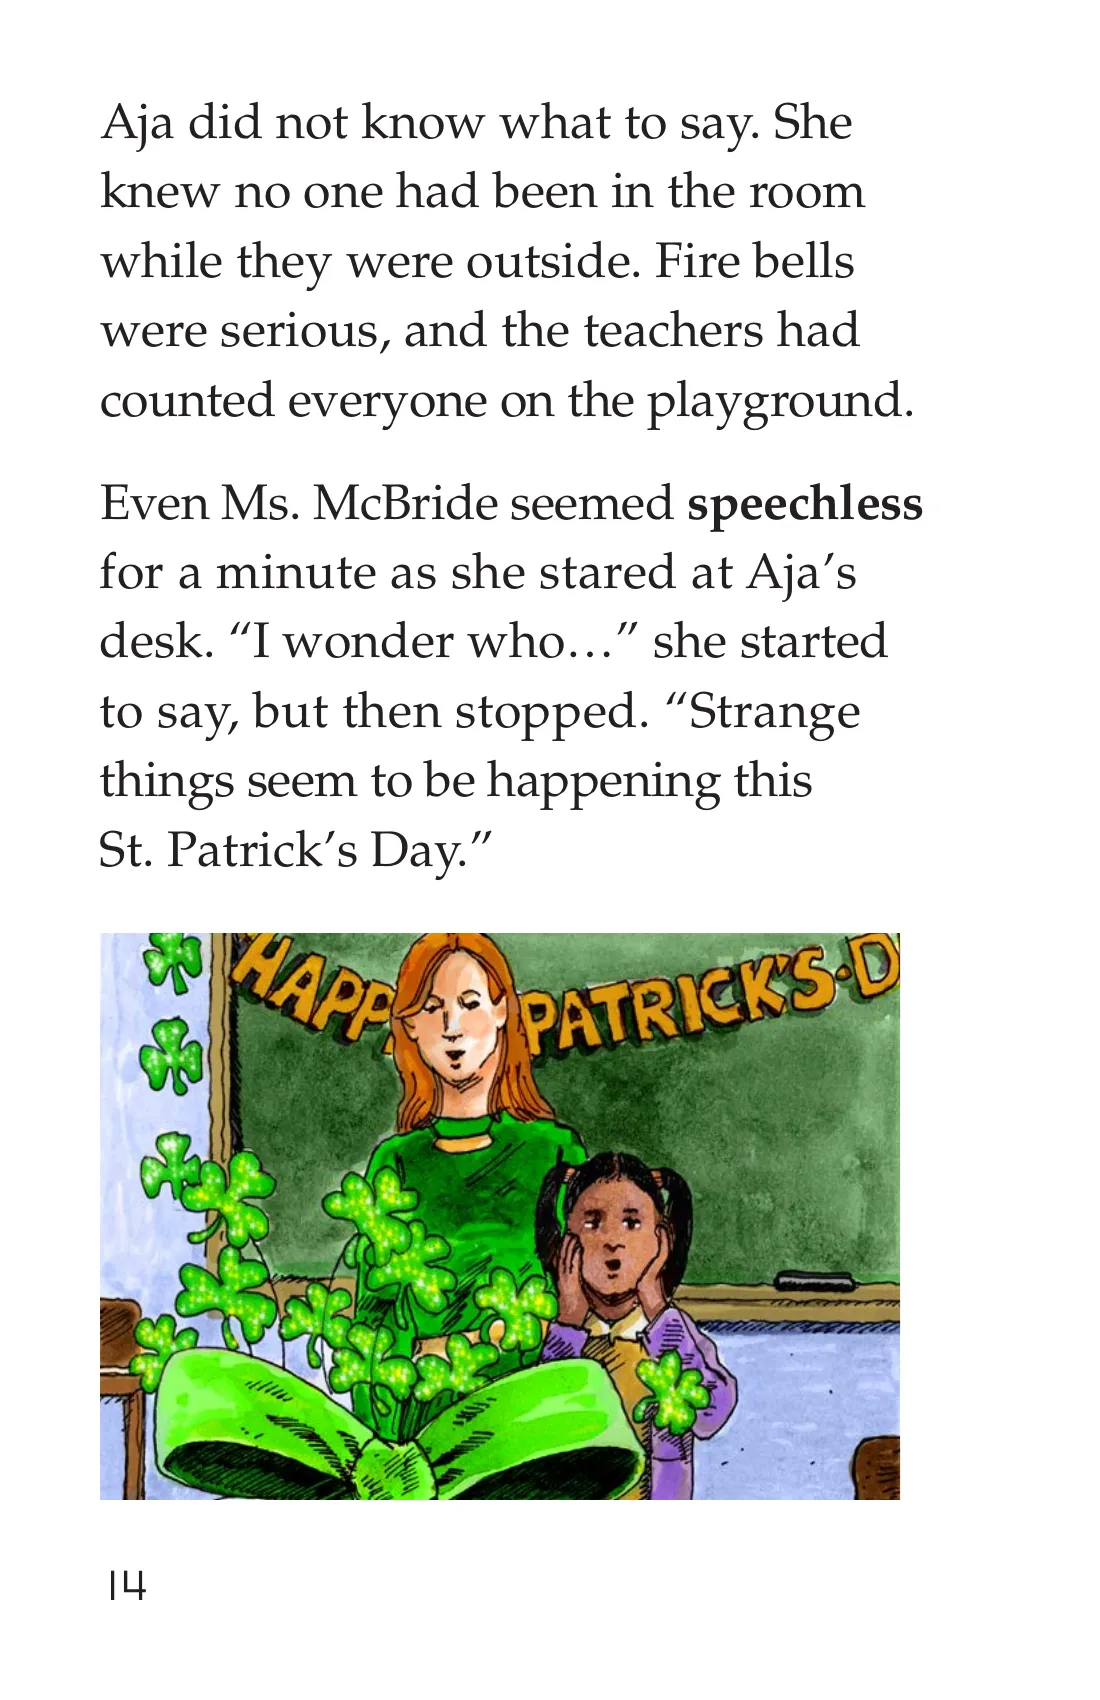 Aja did not know what to say. She
knew no one had been in the room
while they were outside. Fire bells
were serious, and the teachers had
counted everyone on the playground.
Even Ms. McBride seemed speechless
for a minute as she stared at Aja’s
desk. “I wonder who…” she started
to say, but then stopped. “Strange
things seem to be happening this
St. Patrick’s Day.”
HAPP PATRICK'S·D
14